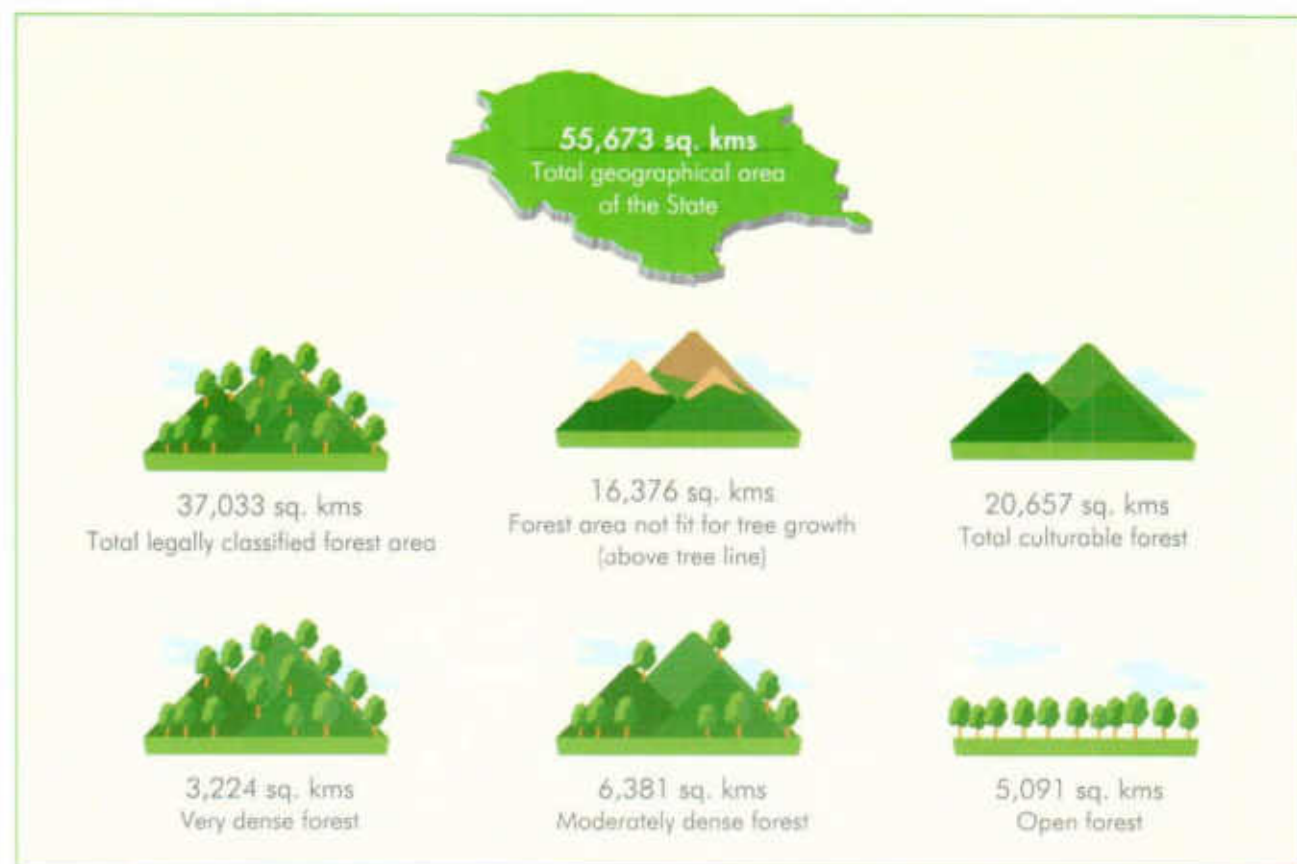 55,673 sq. kms
Total geographical area
of the State
37,033 sq. kms
Total legally classified forest area
16,376 sq. kms
Forest area not fit for tree growth
(above tree line)
20,657 sq. kms
Total culturable forest
3,224 sq. kms
Very dense forest
6,381 sq. kms
Moderately dense forest
5,091 sq. kms
Open forest